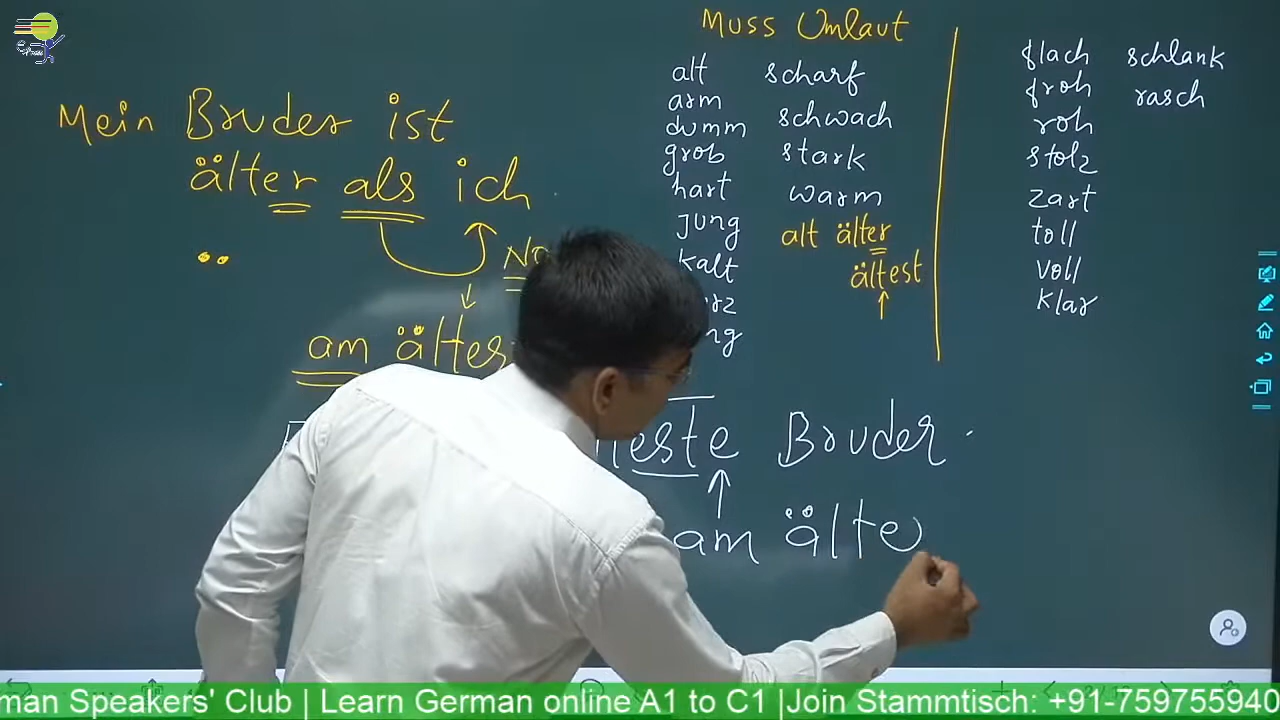 Mein Bruder ist
älter als ich
am älteste
Muss Umlaut
alt
arm
dumm
grob
hart
jung
kalt
scharf
schwach
stark
warm
alt älter
ältest
flach
froh
roh
stolz
zart
toll
voll
klar
schlank
rasch
este Bruder.
am älte
man Speakers' Club | Learn German online A1 to C1 |Join Stammtisch: +91-759755940